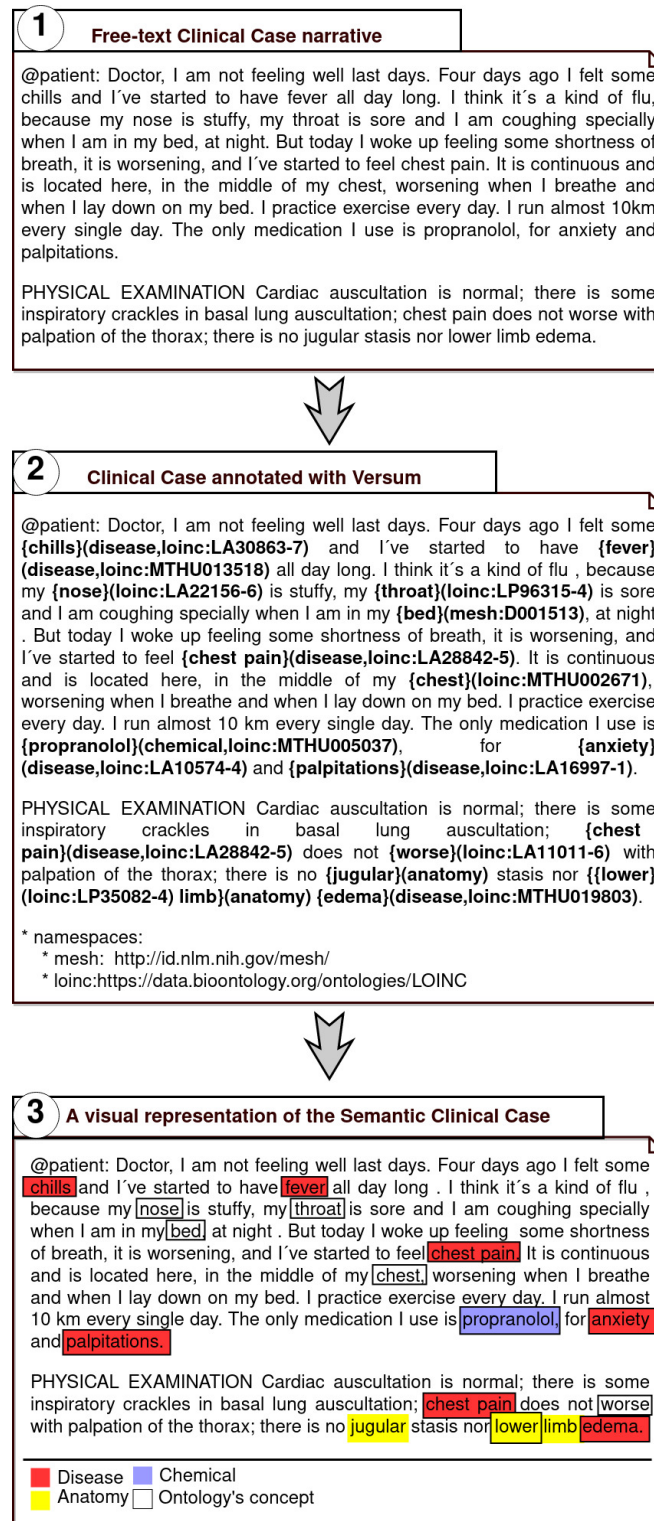 1
Free-text Clinical Case narrative
@patient: Doctor, I am not feeling well last days. Four days ago I felt some
chills and I´ve started to have fever all day long. I think it´s a kind of flu,
because my nose is stuffy, my throat is sore and I am coughing specially
when I am in my bed, at night. But today I woke up feeling some shortness of
breath, it is worsening, and I´ve started to feel chest pain. It is continuous and
is located here, in the middle of my chest, worsening when I breathe and
when I lay down on my bed. I practice exercise every day. I run almost 10km
every single day. The only medication I use is propranolol, for anxiety and
palpitations.
PHYSICAL EXAMINATION Cardiac auscultation is normal; there is some
inspiratory crackles in basal lung auscultation; chest pain does not worse with
palpation of the thorax; there is no jugular stasis nor lower limb edema.
2
Clinical Case annotated with Versum
@patient: Doctor, I am not feeling well last days. Four days ago I felt some
{chills}(disease,loinc:LA30863-7) and I´ve started to have {fever}
(disease,loinc:MTHU013518) all day long. I think it´s a kind of flu , because
my {nose}(loinc:LA22156-6) is stuffy, my {throat}(loinc:LP96315-4) is sore
and I am coughing specially when I am in my {bed}(mesh:D001513), at night
. But today I woke up feeling some shortness of breath, it is worsening, and
I´ve started to feel {chest pain}(disease,loinc:LA28842-5). It is continuous
and is located here, in the middle of my {chest}(loinc:MTHU002671),
worsening when I breathe and when I lay down on my bed. I practice exercise
every day. I run almost 10 km every single day. The only medication I use is
{propranolol}(chemical,loinc:MTHU005037), for {anxiety}
(disease,loinc:LA10574-4) and {palpitations}(disease,loinc:LA16997-1).
PHYSICAL EXAMINATION Cardiac auscultation is normal; there is some
inspiratory crackles in basal lung auscultation; {chest
pain}(disease,loinc:LA28842-5) does not {worse}(loinc:LA11011-6) with
palpation of the thorax; there is no {jugular}(anatomy) stasis nor {{lower}
(loinc:LP35082-4) limb}(anatomy) {edema}(disease,loinc:MTHU019803).
* namespaces:
* mesh: http://id.nlm.nih.gov/mesh/
* loinc:https://data.bioontology.org/ontologies/LOINC
3
A visual representation of the Semantic Clinical Case
@patient: Doctor, I am not feeling well last days. Four days ago I felt some
chills and I´ve started to have fever all day long . I think it´s a kind of flu ,
because my nose is stuffy, my throat is sore and I am coughing specially
when I am in my bed, at night . But today I woke up feeling some shortness
of breath, it is worsening, and I´ve started to feel chest pain. It is continuous
and is located here, in the middle of my chest, worsening when I breathe
and when I lay down on my bed. I practice exercise every day. I run almost
10 km every single day. The only medication I use is propranolol, for anxiety
and palpitations.
PHYSICAL EXAMINATION Cardiac auscultation is normal; there is some
inspiratory crackles in basal lung auscultation; chest pain does not worse
with palpation of the thorax; there is no jugular stasis nor lower limb edema.
Disease Chemical
Anatomy Ontology's concept